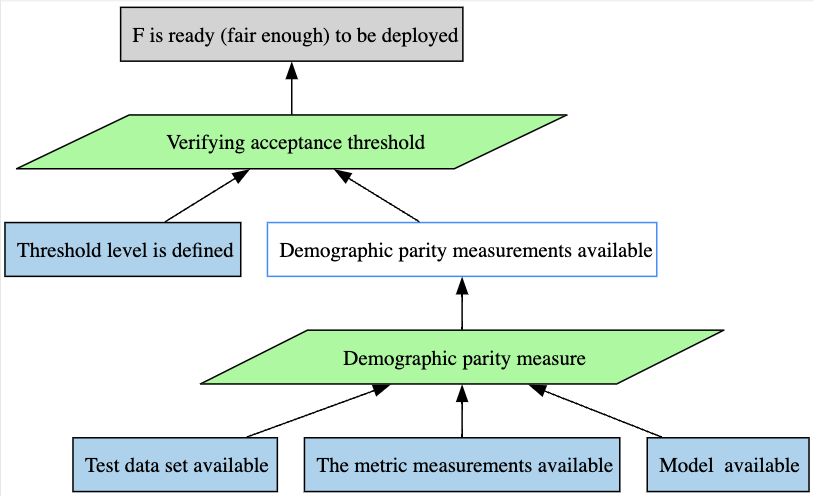 F is ready (fair enough) to be deployed
Verifying acceptance threshold
Threshold level is defined
Demographic parity measurements available
Demographic parity measure
Test data set available
The metric measurements available
Model  available